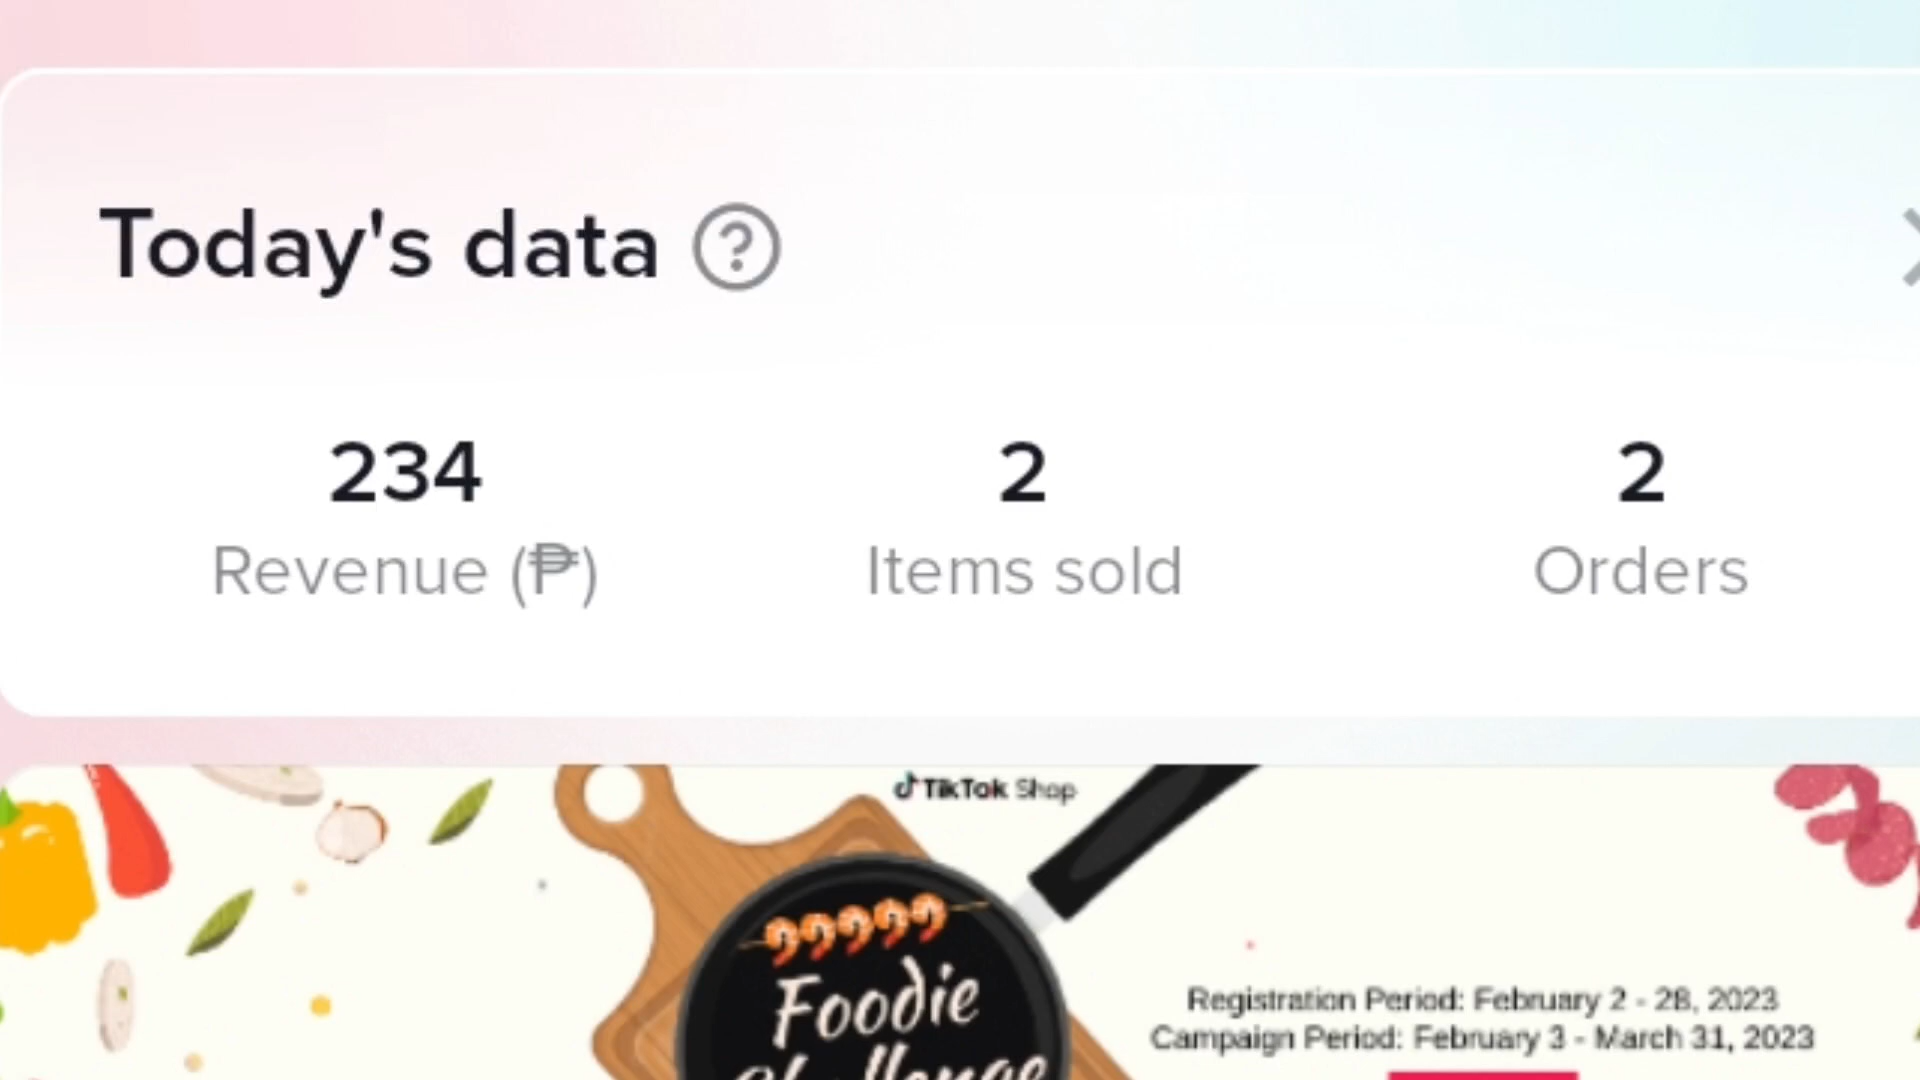 Today's data ?
234
Revenue (₱)
2
Items sold
2
Orders
TikTok Shop
Foodie
Challenge
Registration Period: February 2 - 28, 2023
Campaign Period: February 3 - March 31, 2023